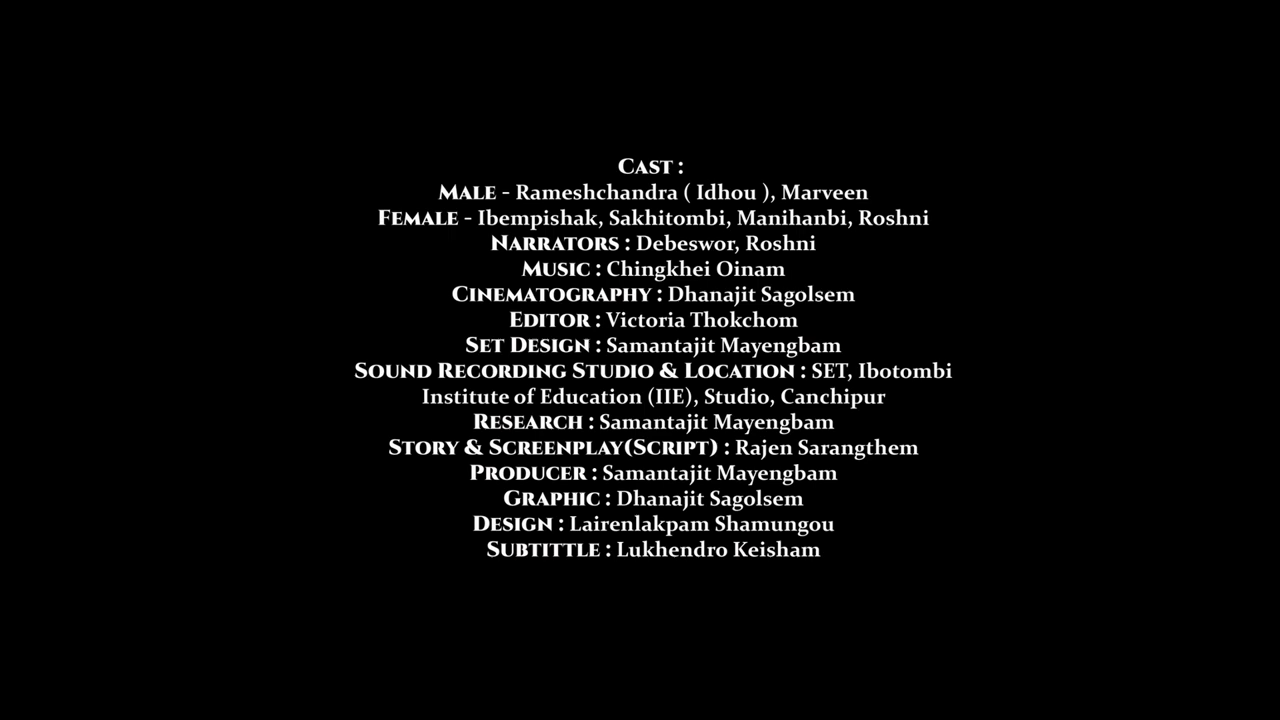 Cast :
Male - Rameshchandra ( Idhou ), Marveen
Female - Ibempishak, Sakhitombi, Manihanbi, Roshni
Narrators : Debeswor, Roshni
Music : Chingkhei Oinam
Cinematography : Dhanajit Sagolsem
Editor : Victoria Thokchom
Set Design : Samantajit Mayengbam
Sound Recording Studio & Location : SET, Ibotombi
Institute of Education (IIE), Studio, Canchipur
Research : Samantajit Mayengbam
Story & Screenplay(Script) : Rajen Sarangthem
Producer : Samantajit Mayengbam
Graphic : Dhanajit Sagolsem
Design : Lairenlakpam Shamungou
Subtittle : Lukhendro Keisham